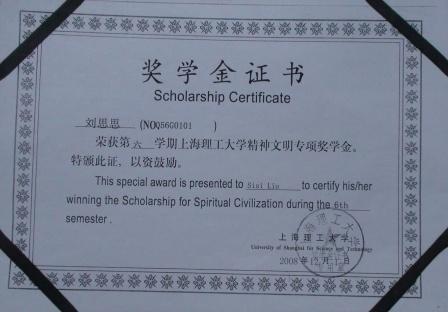 奖学金证书
Scholarship Certificate
刘思思 (NO05600101 )
荣获第 六 学期上海理工大学精神文明专项奖学金。
特颁此证，以资鼓励。
This special award is presented to Sisi Liu to certify his/her
winning the Scholarship for Spiritual Civilization during the 6th
semester .
上海理工大学
University of Shanghai for Science and Technology
2008年12月